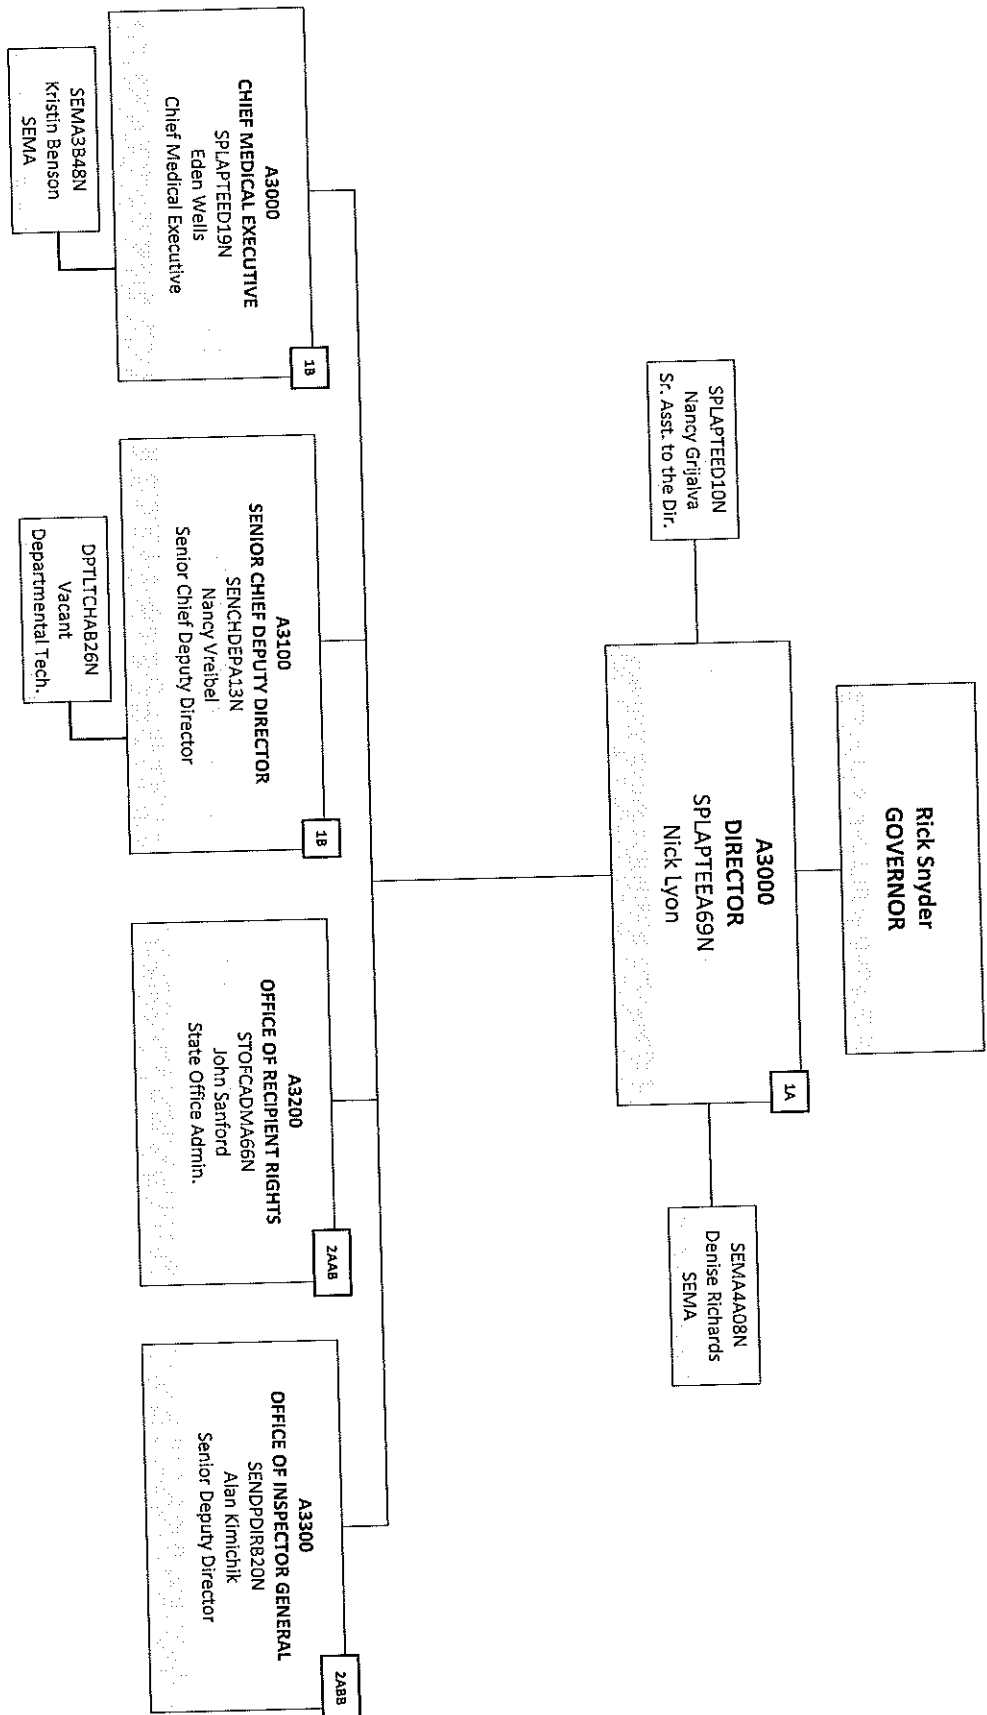 Rick Snyder
GOVERNOR
A3000
DIRECTOR
SPLAPTEEA69N
Nick Lyon
1A
SPLAPTEED10N
Nancy Grijalva
Sr. Asst. to the Dir.
SEMA4A08N
Denise Richards
SEMA
A3000
CHIEF MEDICAL EXECUTIVE
SPLAPTEED19N
Eden Wells
Chief Medical Executive
1B
SEMA3B48N
Kristin Benson
SEMA
A3100
SENIOR CHIEF DEPUTY DIRECTOR
SENCHDEPA13N
Nancy Vreibel
Senior Chief Deputy Director
1B
DPTLTCHAB26N
Vacant
Departmental Tech.
A3200
OFFICE OF RECIPIENT RIGHTS
STOFCADMA66N
John Sanford
State Office Admin.
2AAB
A3300
OFFICE OF INSPECTOR GENERAL
SENDPDIRB20N
Alan Kimichik
Senior Deputy Director
2ABB